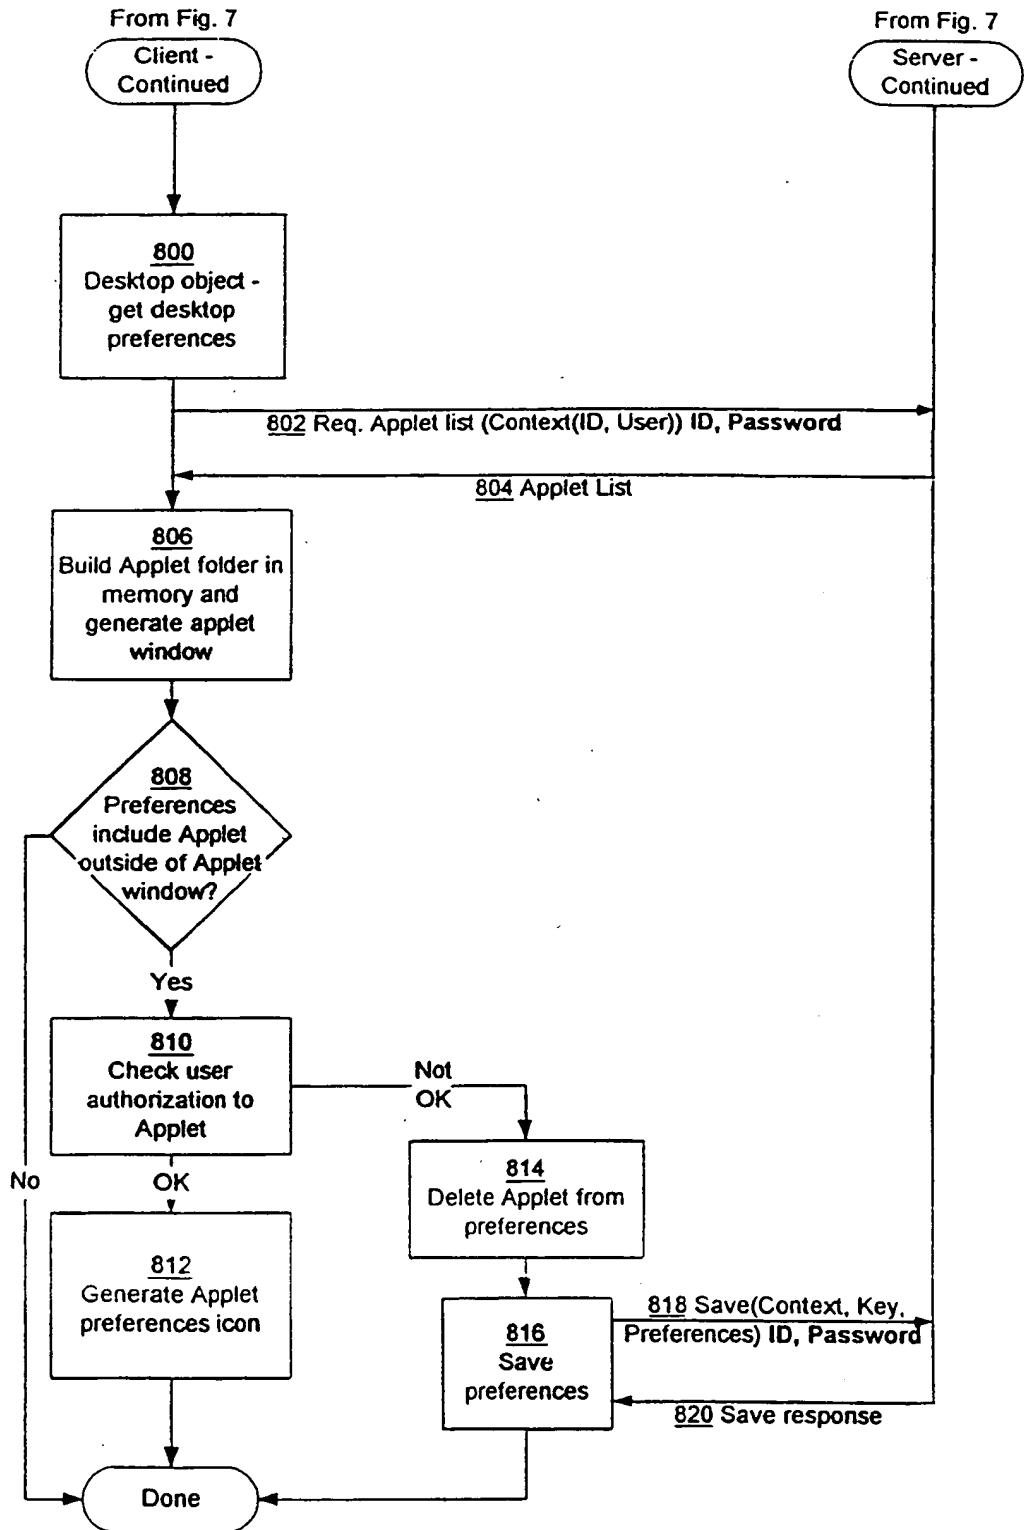 From Fig. 7
Client -
Continued
From Fig. 7
Server -
Continued
800
Desktop object -
get desktop
preferences
802 Req. Applet list (Context(ID, User)) ID, Password
804 Applet List
806
Build Applet folder in
memory and
generate applet
window
808
Preferences
include Applet
outside of Applet
window?
Yes
No
810
Check user
authorization to
Applet
Not
OK
OK
814
Delete Applet from
preferences
812
Generate Applet
preferences icon
816
Save
preferences
818 Save(Context, Key,
Preferences) ID, Password
820 Save response
Done